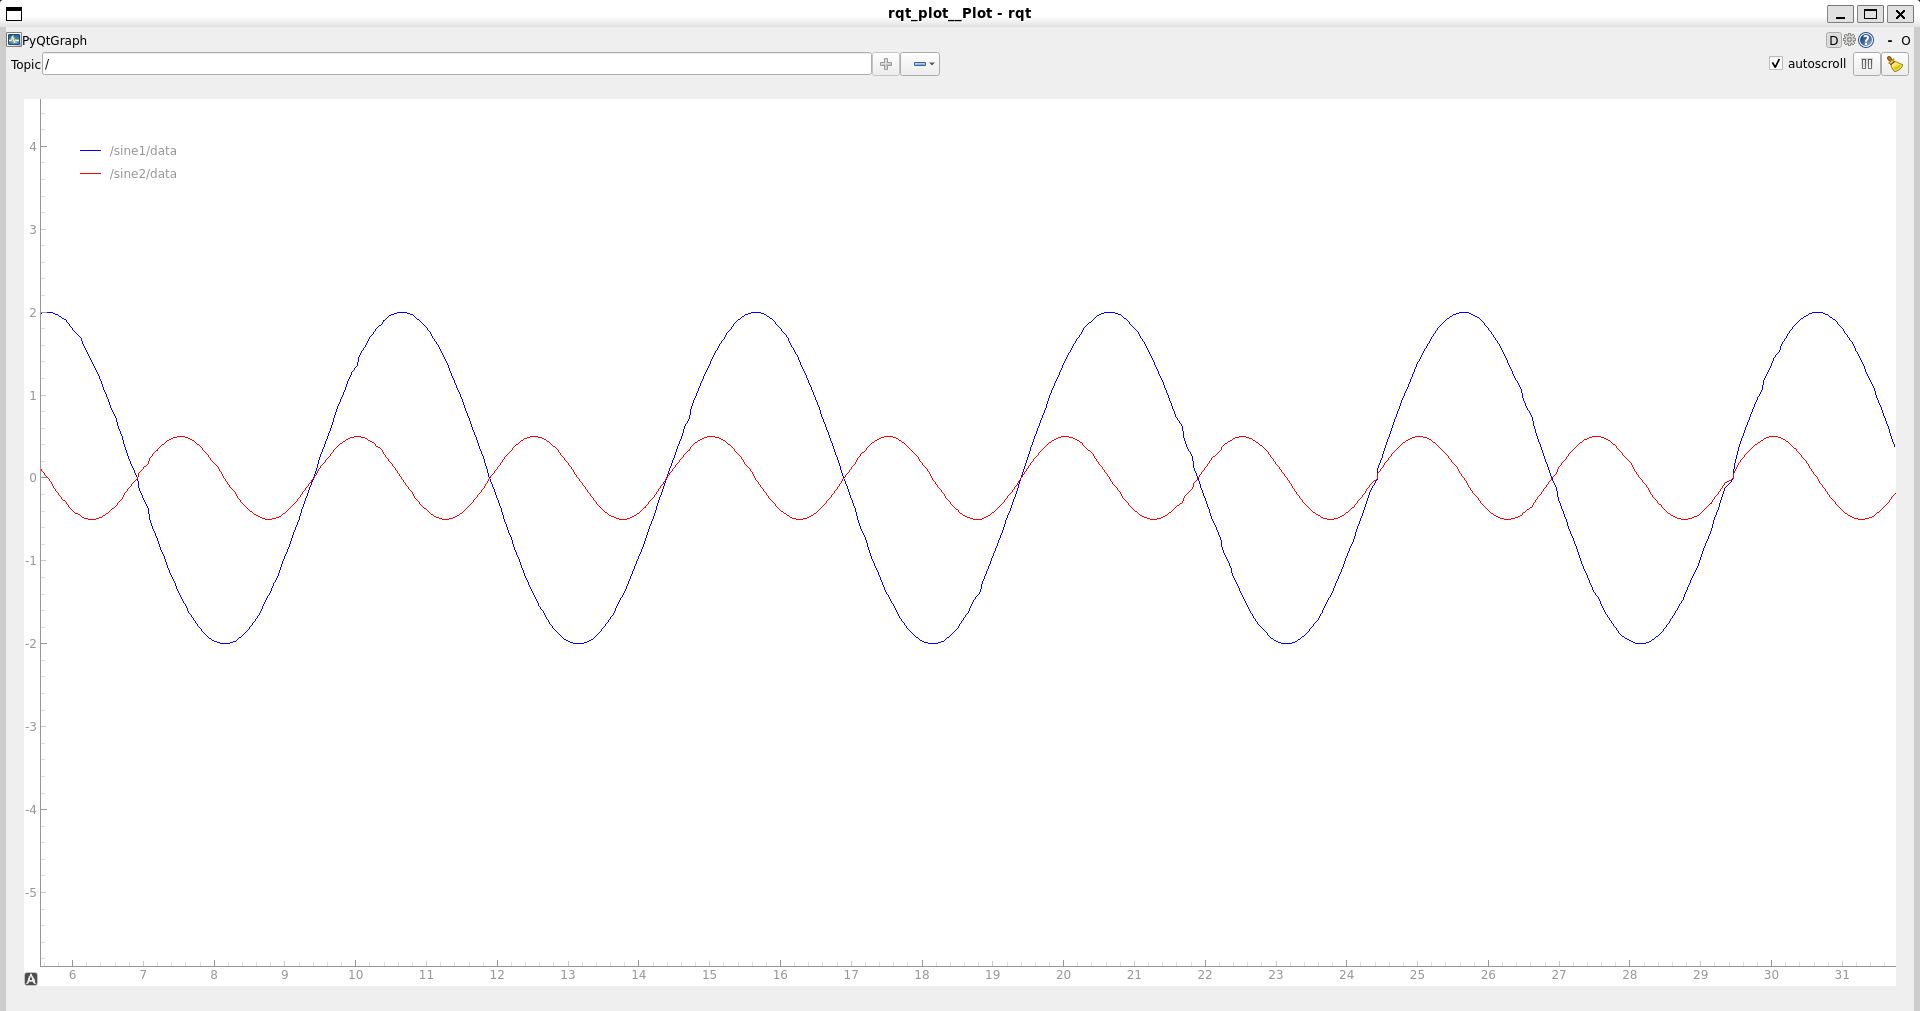 rqt_plot__Plot - rqt
PyQtGraph
D
- O
Topic /
autoscroll
/sine1/data
/sine2/data
4
3
2
1
0
-1
-2
-3
-4
-5
A
6 7 8 9 10 11 12 13 14 15 16 17 18 19 20 21 22 23 24 25 26 27 28 29 30 31